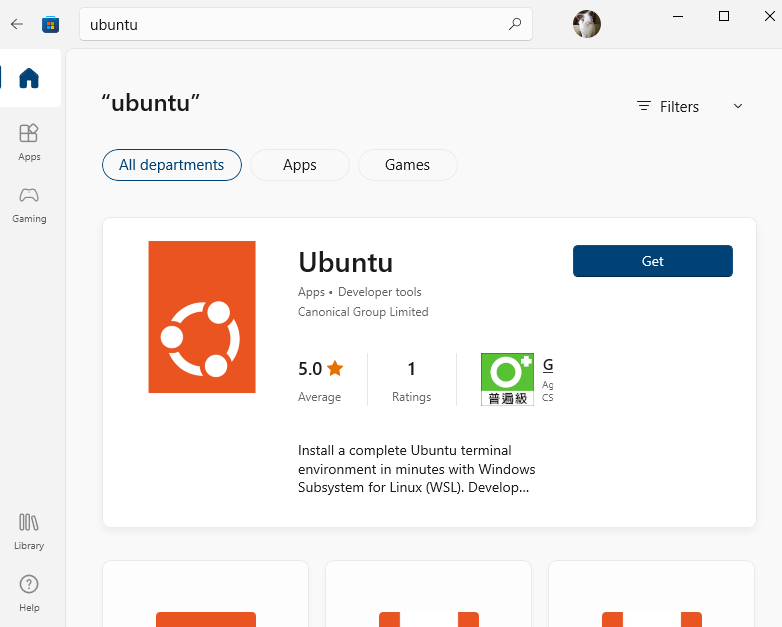 ubuntu
“ubuntu”
Filters
All departments
Apps
Games
Apps
Gaming
Ubuntu
Get
Apps • Developer tools
Canonical Group Limited
5.0
1
G
Ag
普遍級
CS
Average
Ratings
Install a complete Ubuntu terminal
environment in minutes with Windows
Subsystem for Linux (WSL). Develop...
Library
Help